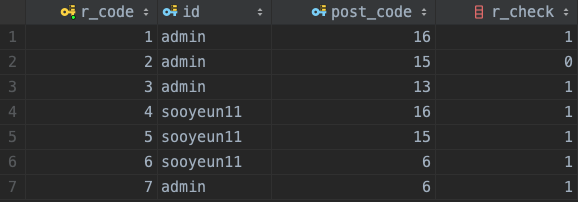 r_code id post_code r_check
1 1 admin 16 1
2 2 admin 15 0
3 3 admin 13 1
4 4 sooyeun11 16 1
5 5 sooyeun11 15 1
6 6 sooyeun11 6 1
7 7 admin 6 1